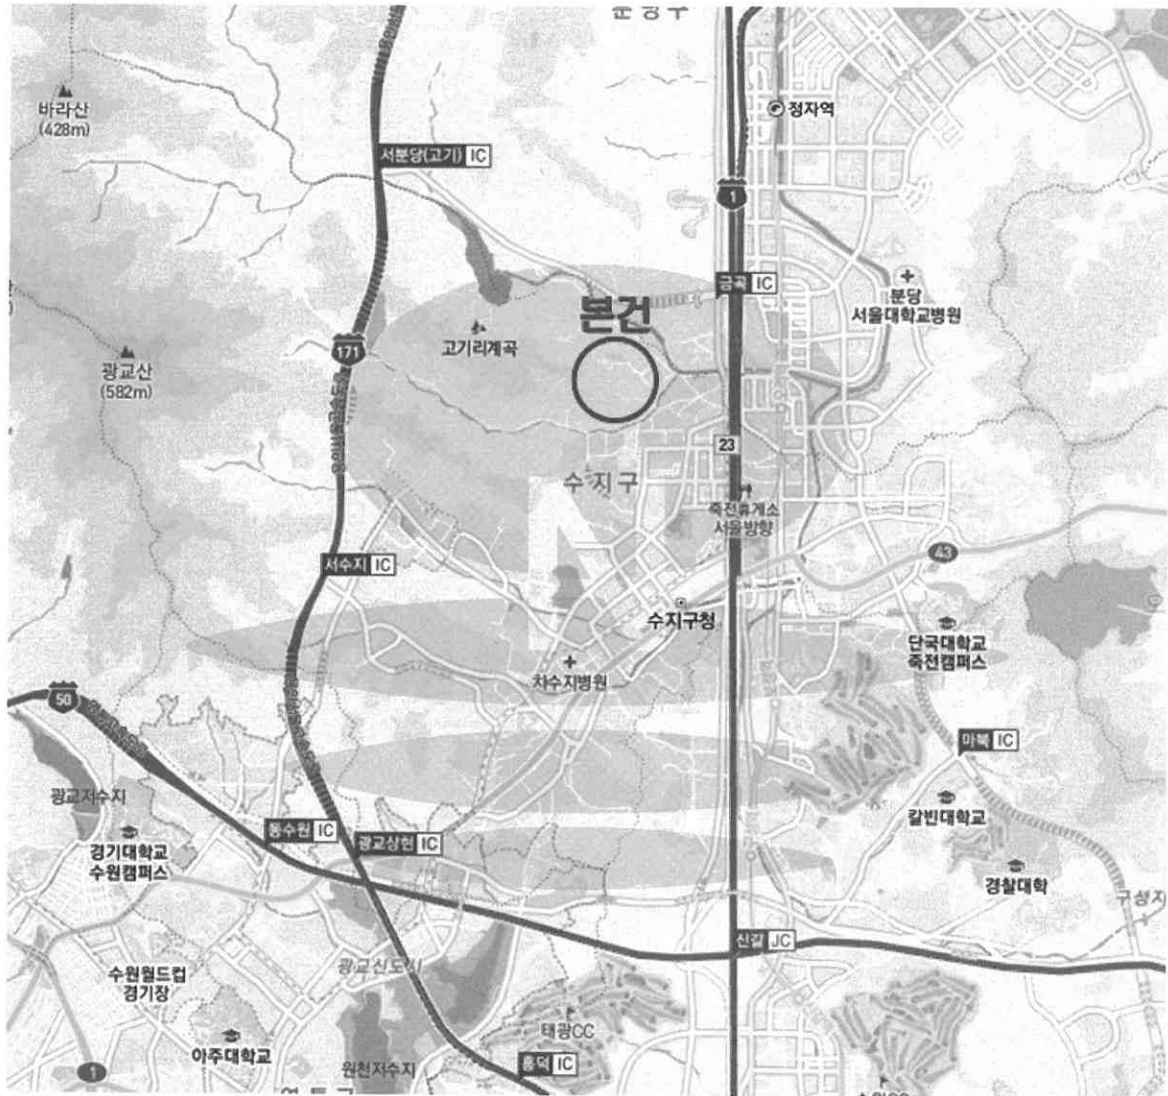 바라산
(428m)
정자역
서분당(고기) IC
1
금곡 IC
분당
서울대학교병원
본건
고기리계곡
171
광교산
(582m)
23
수지구
죽전휴게소
서울방향
43
서수지 IC
수지구청
단국대학교
죽전캠퍼스
차수지병원
50
마북 IC
광교저수지
칼빈대학교
동수원 IC
광교상현 IC
경기대학교
수원캠퍼스
경찰대학
구성지
신갈 JC
광교신도시
수원월드컵
경기장
태광CC
아주대학교
원천저수지
흥덕 IC
1